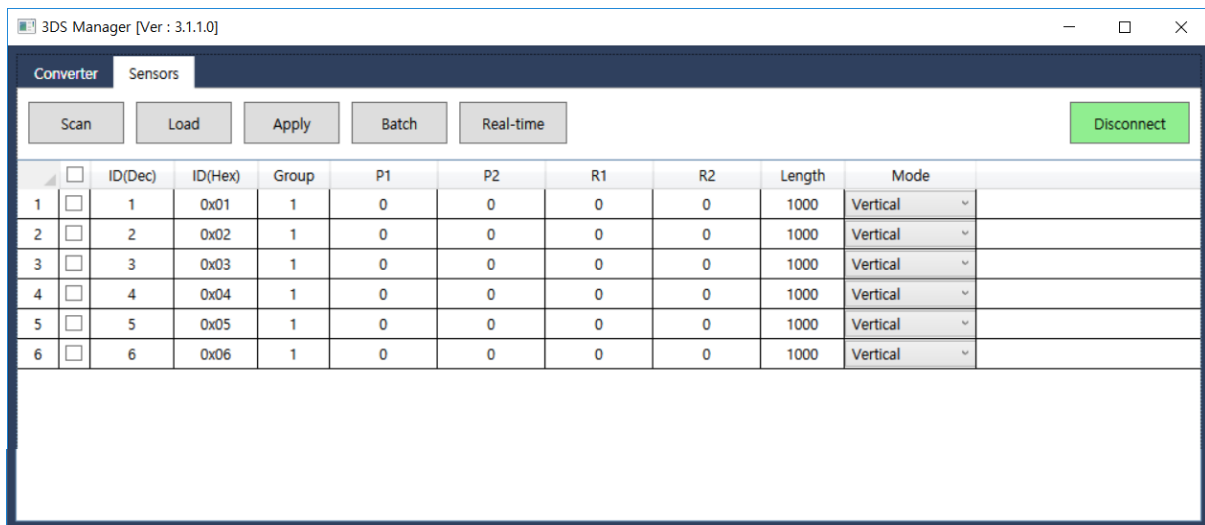 3DS Manager [Ver : 3.1.1.0]
Converter Sensors
Scan Load Apply Batch Real-time Disconnect
ID(Dec) ID(Hex) Group P1 P2 R1 R2 Length Mode
1 1 0x01 1 0 0 0 0 1000 Vertical
2 2 0x02 1 0 0 0 0 1000 Vertical
3 3 0x03 1 0 0 0 0 1000 Vertical
4 4 0x04 1 0 0 0 0 1000 Vertical
5 5 0x05 1 0 0 0 0 1000 Vertical
6 6 0x06 1 0 0 0 0 1000 Vertical